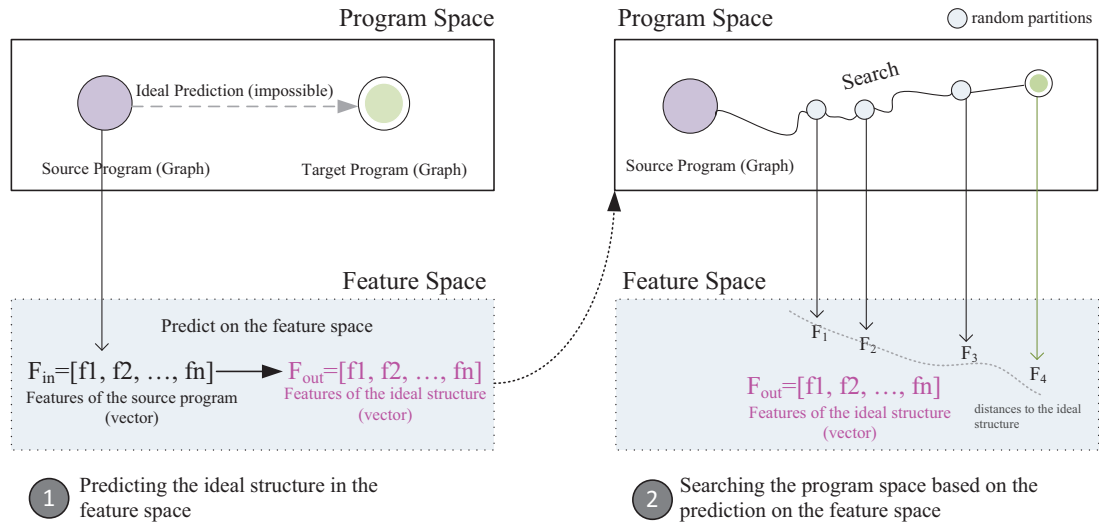 Program Space
Ideal Prediction (impossible)
Source Program (Graph)
Target Program (Graph)
Feature Space
Predict on the feature space
Fin=[f1, f2, …, fn]
Features of the source program
(vector)
Fout=[f1, f2, …, fn]
Features of the ideal structure
(vector)
1
Predicting the ideal structure in the
feature space
Program Space
random partitions
Search
Source Program (Graph)
Feature Space
F1
F2
F3
F4
Fout=[f1, f2, …, fn]
Features of the ideal structure
(vector)
distances to the ideal
structure
2
Searching the program space based on the
prediction on the feature space